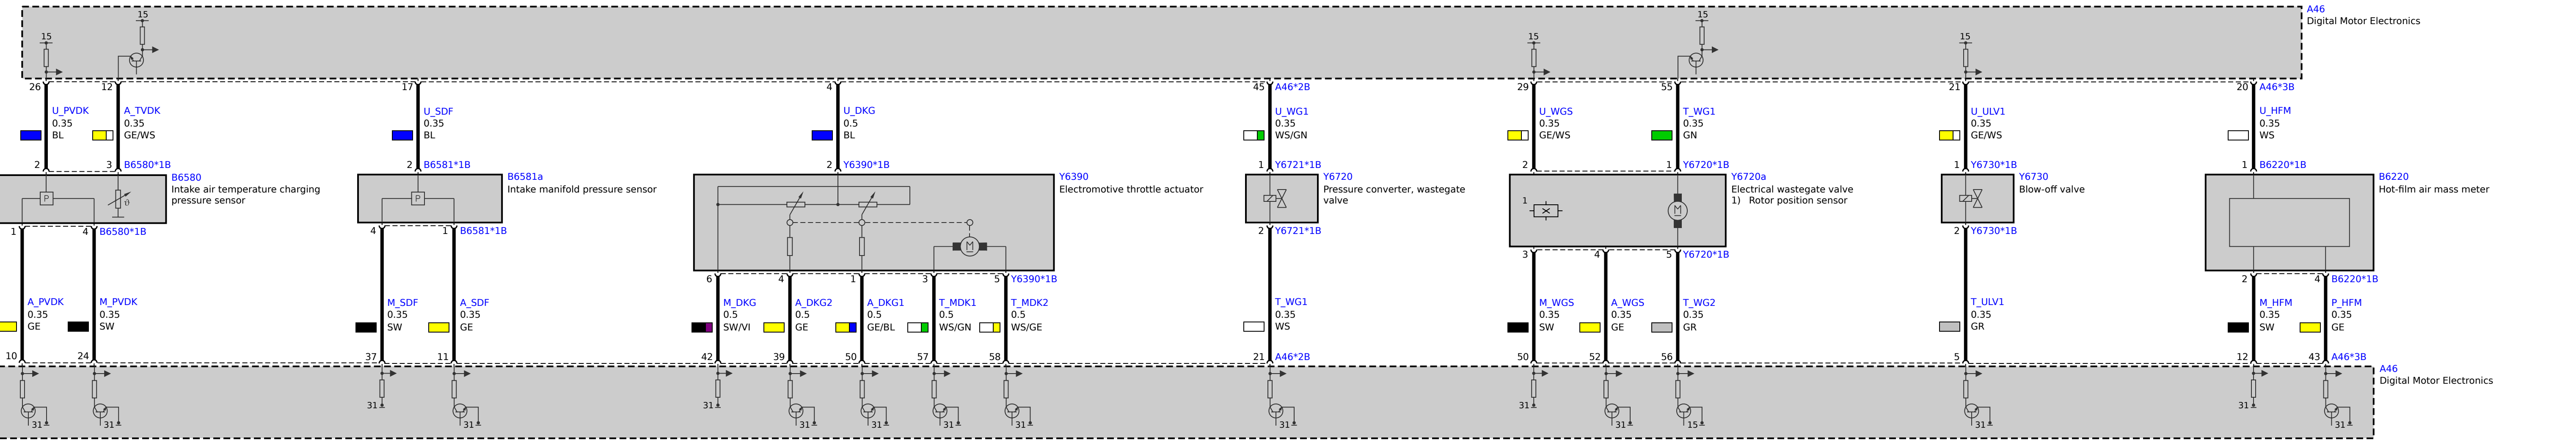 15
15
15
15
15
15
A46
Digital Motor Electronics
26
12
17
4
45
A46*2B
29
55
21
20
A46*3B
U_PVDK
0.35
BL
A_TVDK
0.35
GE/WS
U_SDF
0.35
BL
U_DKG
0.5
BL
U_WG1
0.35
WS/GN
U_WGS
0.35
GE/WS
T_WG1
0.35
GN
U_ULV1
0.35
GE/WS
U_HFM
0.35
WS
2
3
B6580*1B
2
B6581*1B
2
Y6390*1B
1
Y6721*1B
2
1
Y6720*1B
1
Y6730*1B
1
B6220*1B
P
ϑ
B6580
Intake air temperature charging
pressure sensor
P
B6581a
Intake manifold pressure sensor
M
Y6390
Electromotive throttle actuator
Y6720
Pressure converter, wastegate
valve
1
M
Y6720a
Electrical wastegate valve
1) Rotor position sensor
Y6730
Blow-off valve
B6220
Hot-film air mass meter
1
4
B6580*1B
4
1
B6581*1B
6
4
1
3
5
Y6390*1B
2
Y6721*1B
3
4
5
Y6720*1B
2
Y6730*1B
2
4
B6220*1B
A_PVDK
0.35
GE
M_PVDK
0.35
SW
M_SDF
0.35
SW
A_SDF
0.35
GE
M_DKG
0.5
SW/VI
A_DKG2
0.5
GE
A_DKG1
0.5
GE/BL
T_MDK1
0.5
WS/GN
T_MDK2
0.5
WS/GE
T_WG1
0.35
WS
M_WGS
0.35
SW
A_WGS
0.35
GE
T_WG2
0.35
GR
T_ULV1
0.35
GR
M_HFM
0.35
SW
P_HFM
0.35
GE
10
24
37
11
42
39
50
57
58
21
A46*2B
50
52
56
5
12
43
A46*3B
A46
Digital Motor Electronics
31
31
31
31
31
31
31
31
31
31
31
31
15
31
31
31